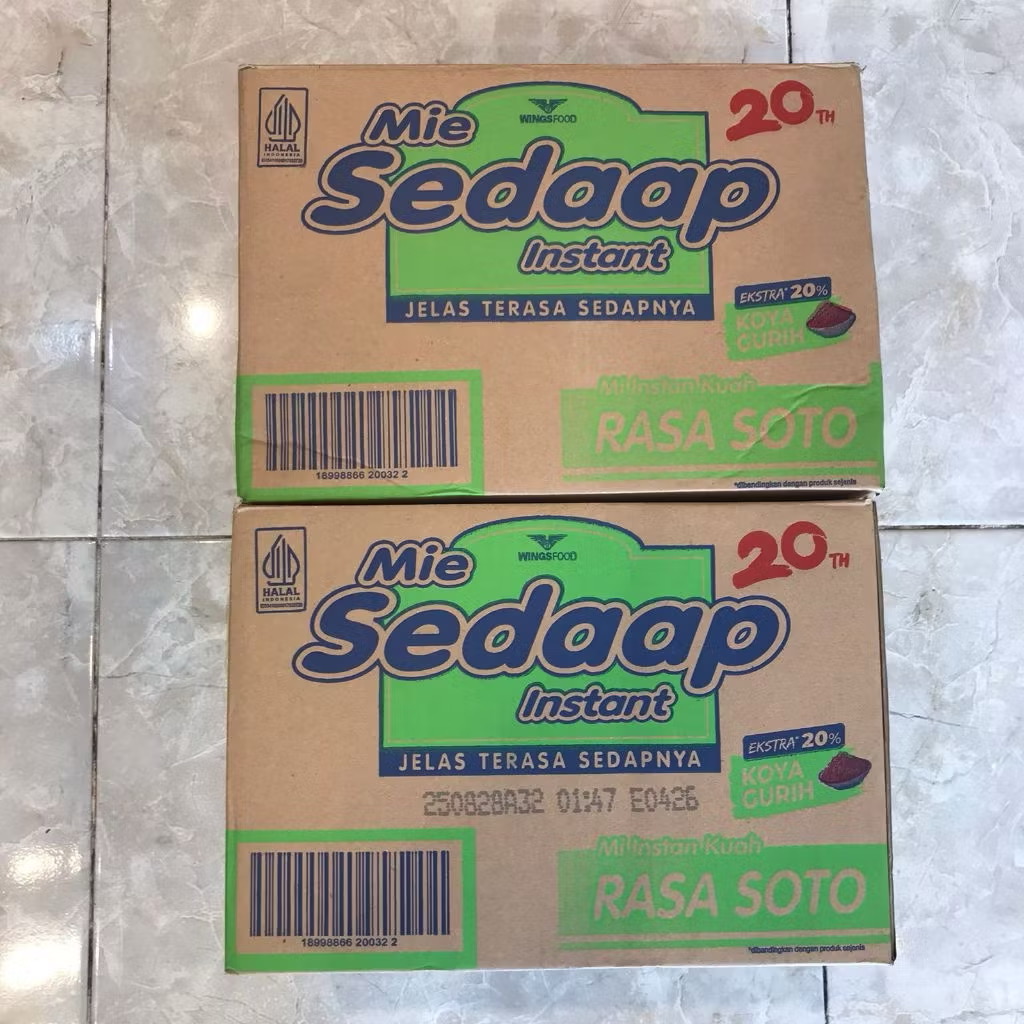 HALAL
INDONESIA
WINGSFOOD
20TH
Mie
Sedaap
Instant
JELAS TERASA SEDAPNYA
EKSTRA* 20%
KOYA
GURIH
Mi Instan Kuah
RASA SOTO
18998866 20032 2
*dibandingkan dengan produk sejenis
HALAL
INDONESIA
WINGSFOOD
20TH
Mie
Sedaap
Instant
JELAS TERASA SEDAPNYA
EKSTRA* 20%
KOYA
GURIH
250828A32 01:47 E0426
Mi Instan Kuah
RASA SOTO
18998866 20032 2
*dibandingkan dengan produk sejenis